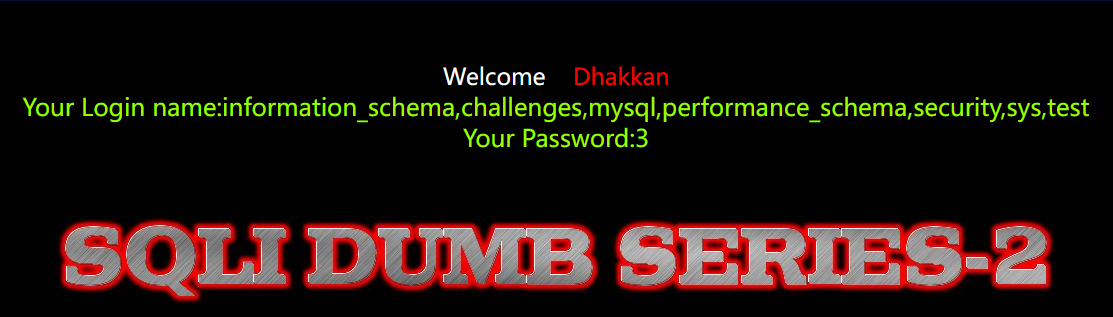 Welcome Dhakkan
Your Login name:information_schema,challenges,mysql,performance_schema,security,sys,test
Your Password:3
SQLI DUMB SERIES-2